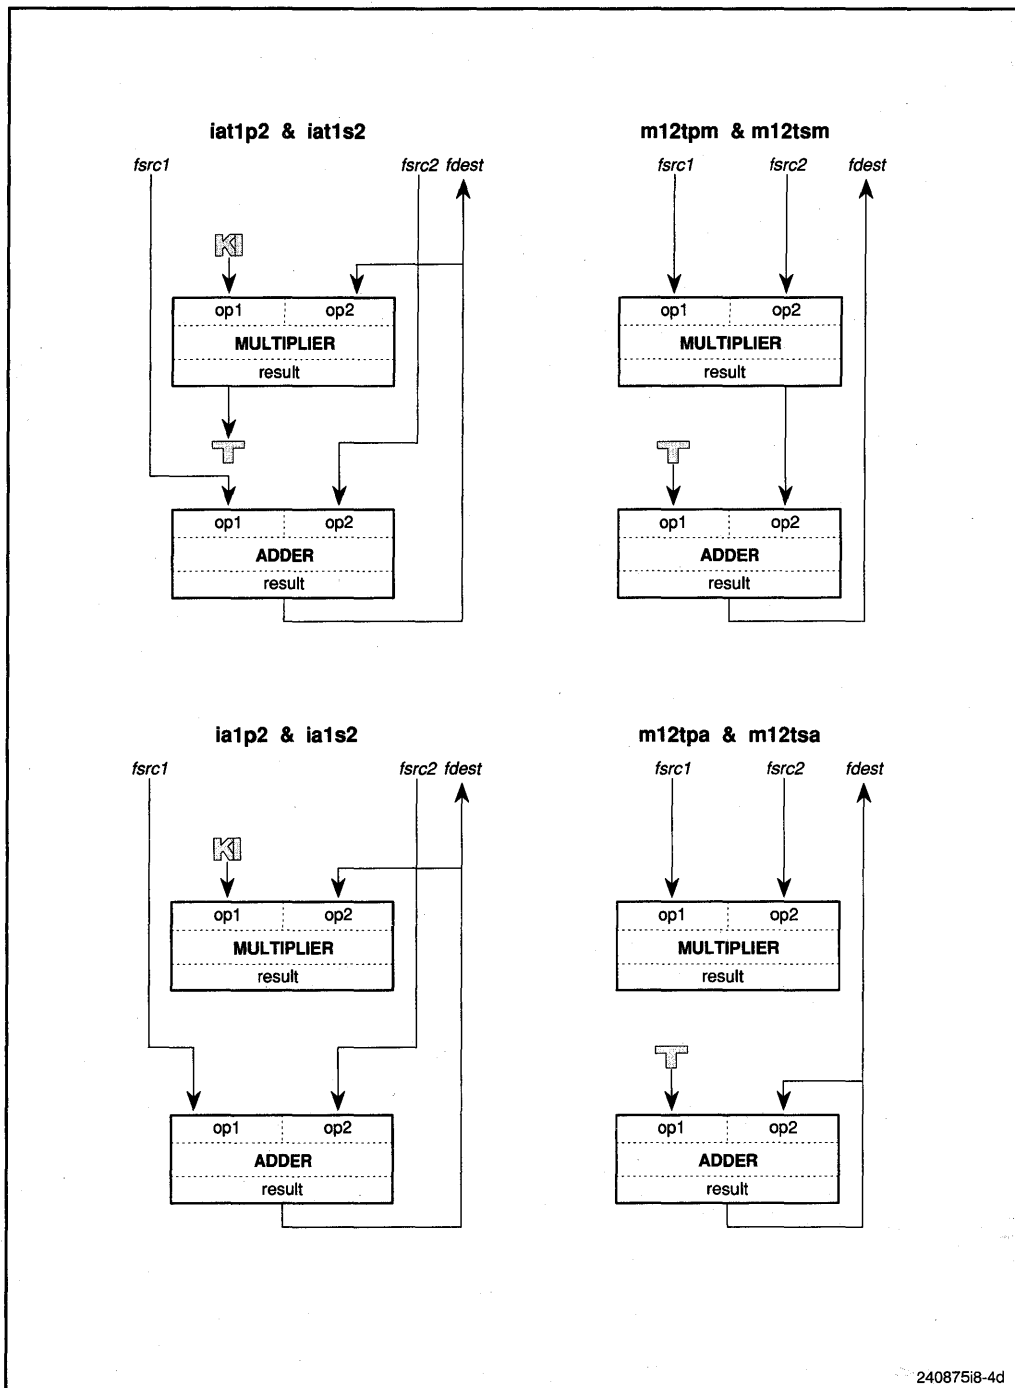 iat1p2 & iat1s2
fsrc1 fsrc2 fdest
KI
op1 op2
MULTIPLIER
result
T
op1 op2
ADDER
result
m12tpm & m12tsm
fsrc1 fsrc2 fdest
op1 op2
MULTIPLIER
result
T
op1 op2
ADDER
result
ia1p2 & ia1s2
fsrc1 fsrc2 fdest
KI
op1 op2
MULTIPLIER
result
op1 op2
ADDER
result
m12tpa & m12tsa
fsrc1 fsrc2 fdest
op1 op2
MULTIPLIER
result
T
op1 op2
ADDER
result
240875i8-4d